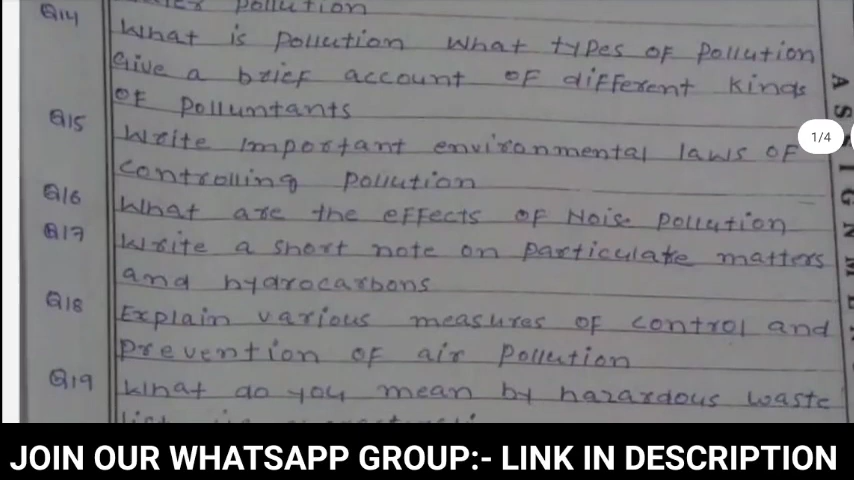 Pollution
Q14 What is pollution what types of pollution
Give a brief account of different kinds
of polluntants
Q15 Write important environmental laws of
controlling pollution
Q16 What are the effects of Noise pollution
Q17 Write a short note on particulate matters
and hydrocarbons
Q18 Explain various measures of control and
prevention of air pollution
Q19 What do you mean by hazardous waste
1/4
JOIN OUR WHATSAPP GROUP:- LINK IN DESCRIPTION